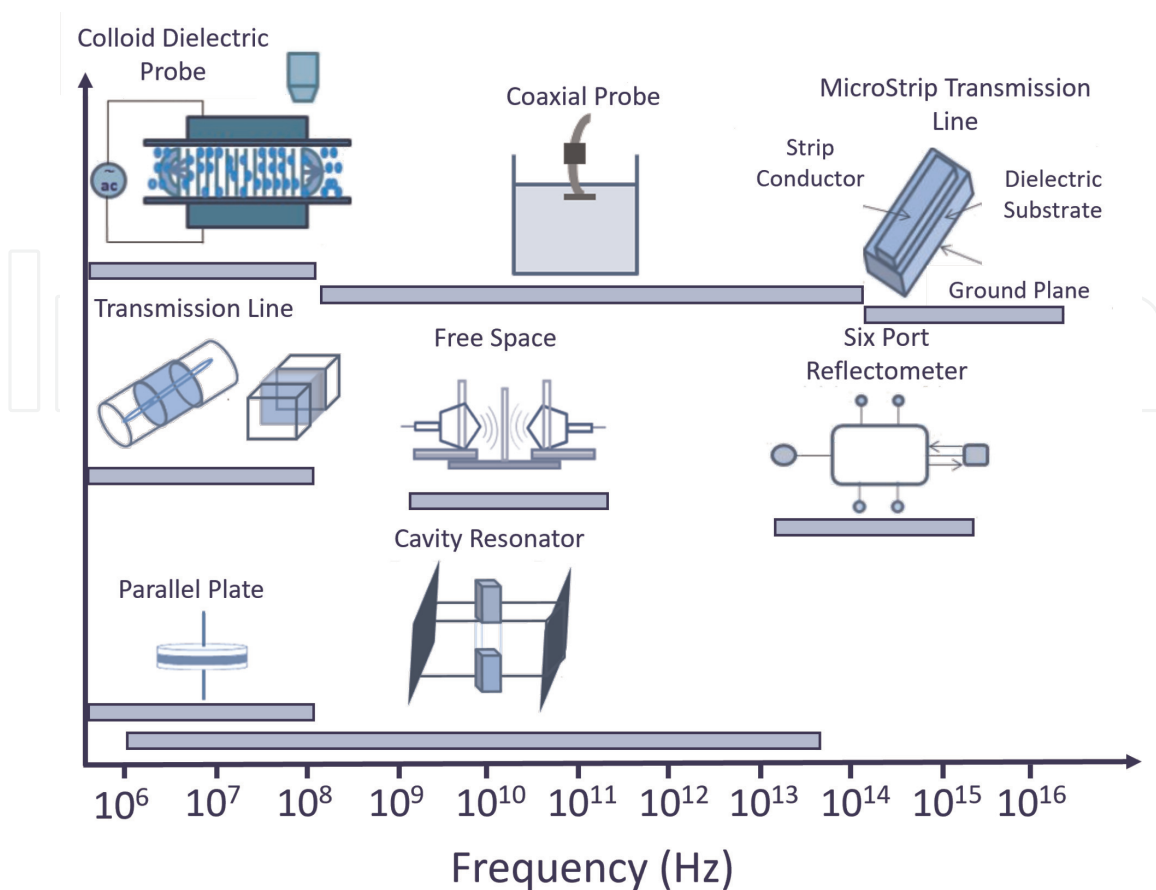 Colloid Dielectric
Probe
~
ac
Coaxial Probe
MicroStrip Transmission
Line
Strip
Conductor
Dielectric
Substrate
Ground Plane
Transmission Line
Free Space
Six Port
Reflectometer
Cavity Resonator
Parallel Plate
10⁶ 10⁷ 10⁸ 10⁹ 10¹⁰ 10¹¹ 10¹² 10¹³ 10¹⁴ 10¹⁵ 10¹⁶
Frequency (Hz)